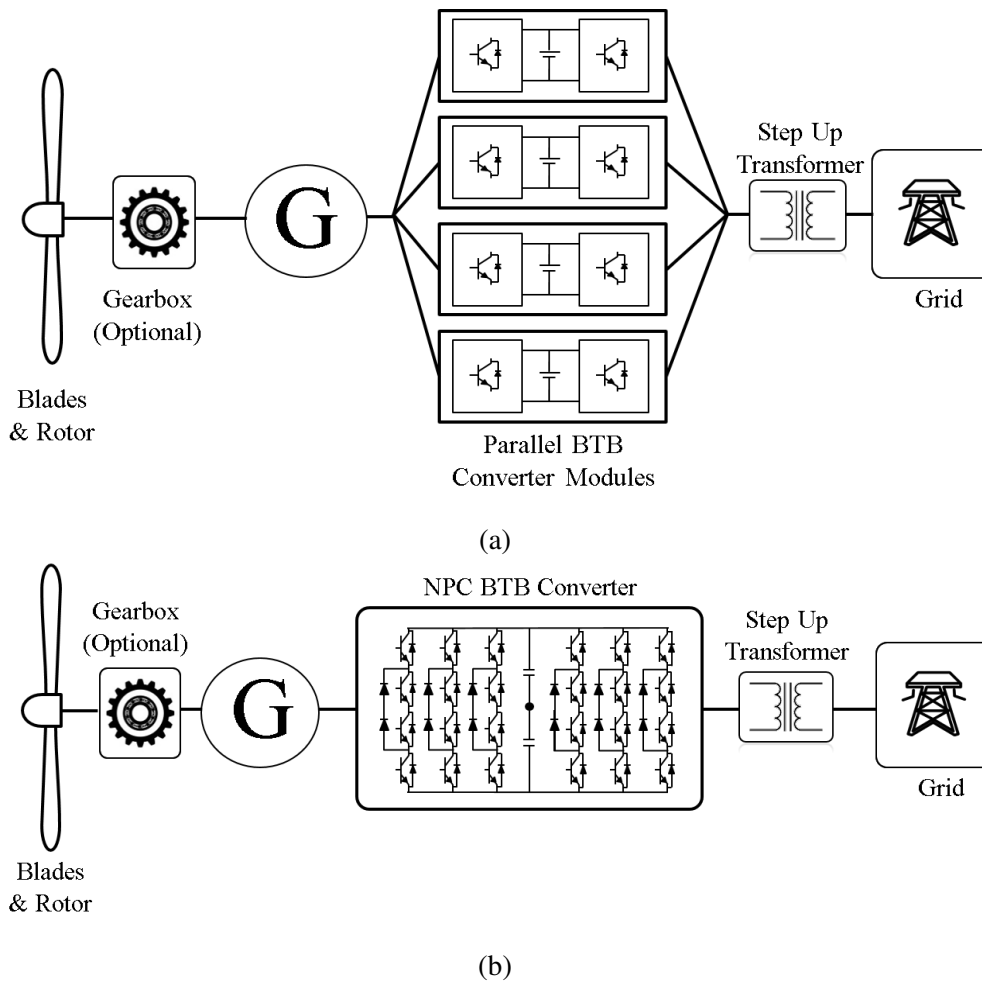 Step Up
Transformer
G
Gearbox
(Optional)
Grid
Blades
& Rotor
Parallel BTB
Converter Modules
(a)
NPC BTB Converter
Gearbox
(Optional)
Step Up
Transformer
G
Grid
Blades
& Rotor
(b)